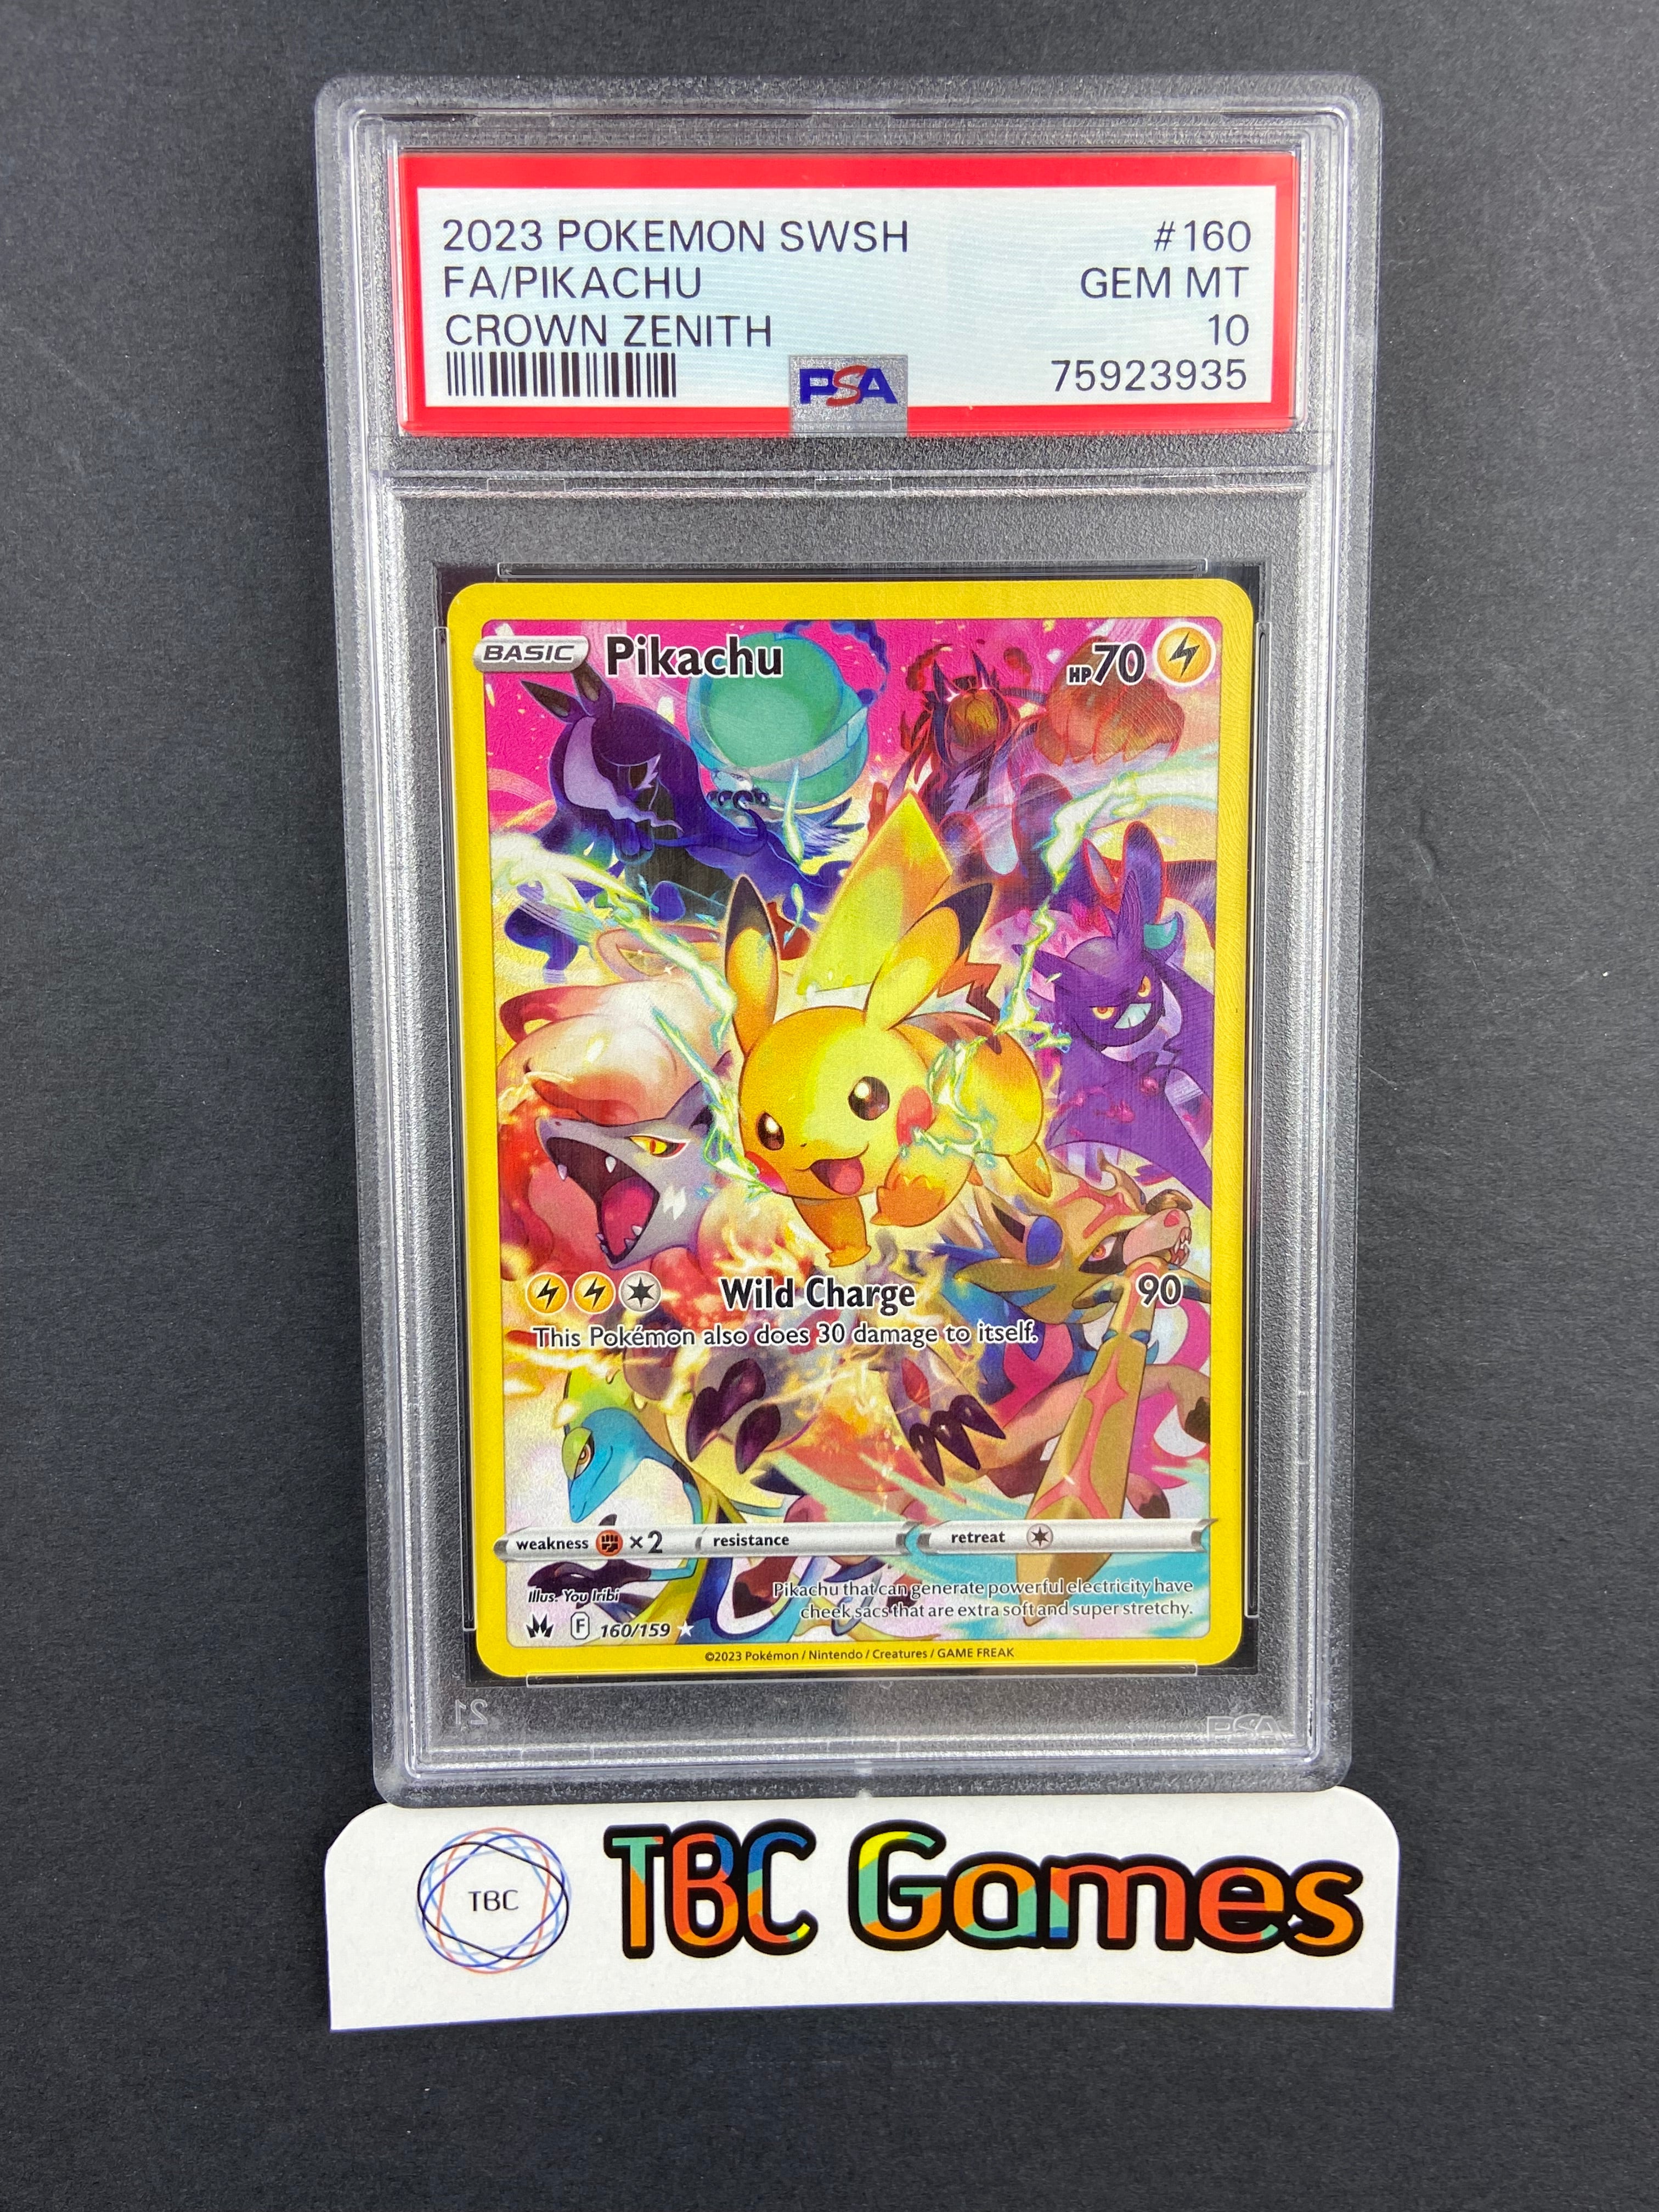 2023 POKEMON SWSH #160
FA/PIKACHU GEM MT
CROWN ZENITH 10
PSA 75923935
BASIC Pikachu HP70
Wild Charge 90
This Pokémon also does 30 damage to itself.
weakness ×2 resistance retreat
Illus. You Iribi
Pikachu that can generate powerful electricity have
cheek sacs that are extra soft and super stretchy.
F 160/159
©2023 Pokémon / Nintendo / Creatures / GAME FREAK
21
PSA
TBC TBC Games